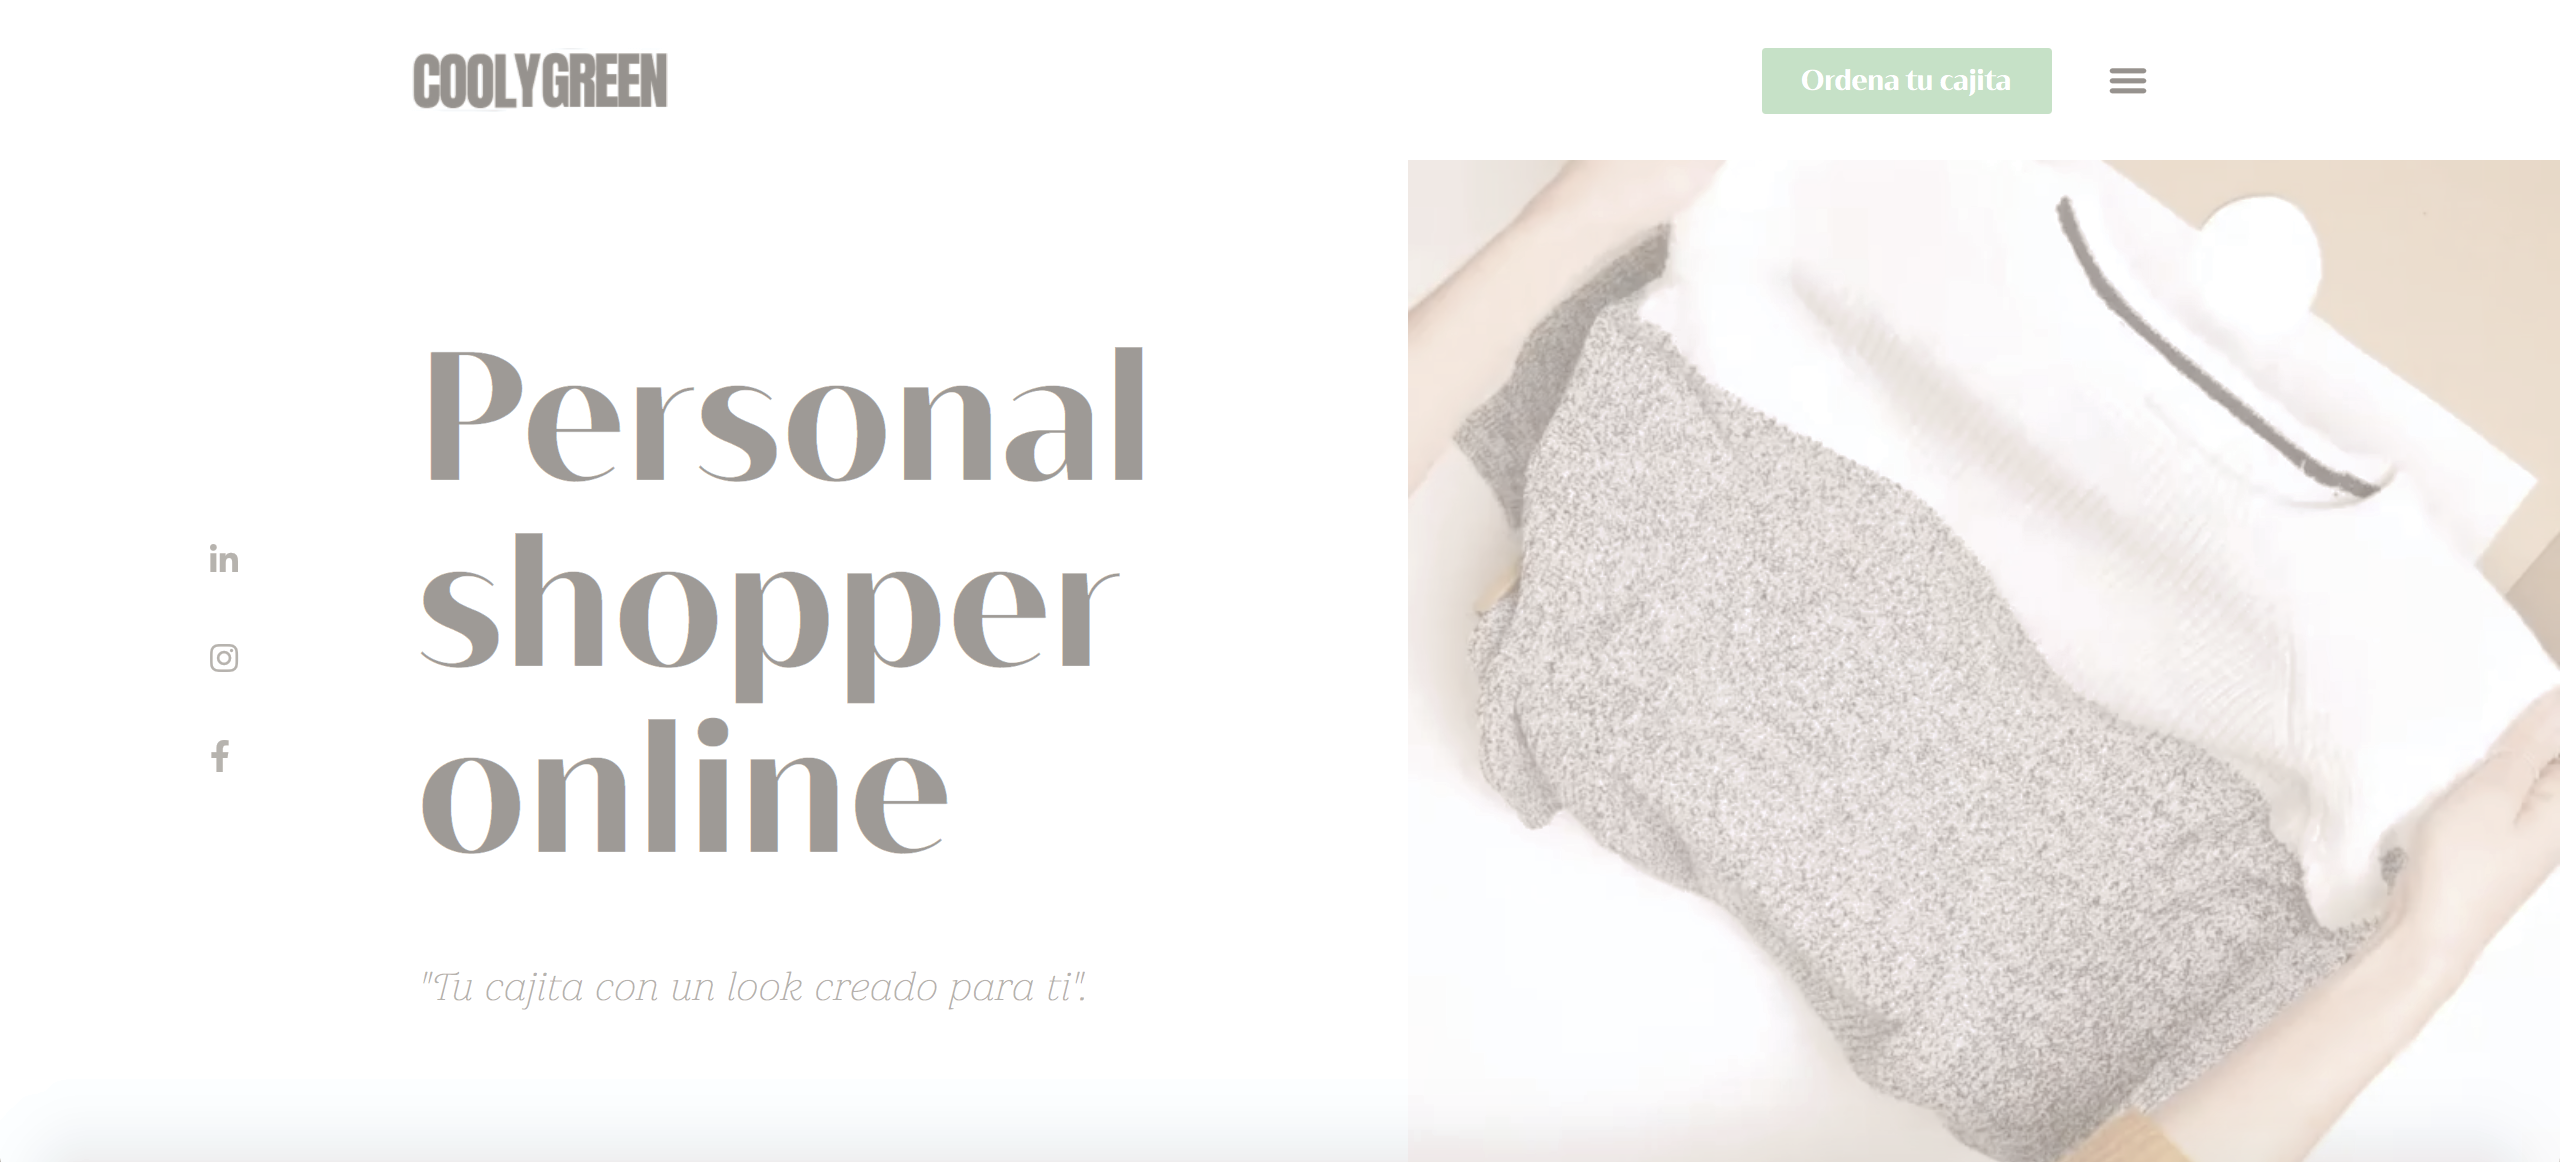 COOLYGREEN
Ordena tu cajita
Personal
shopper
online
"Tu cajita con un look creado para ti".